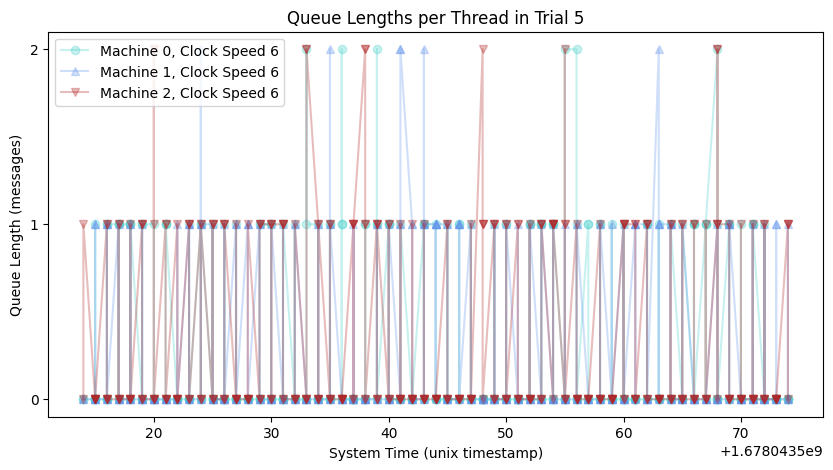 Queue Lengths per Thread in Trial 5
Machine 0, Clock Speed 6
Machine 1, Clock Speed 6
Machine 2, Clock Speed 6
Queue Length (messages)
2
1
0
20
30
40
50
60
70
System Time (unix timestamp)
+1.6780435e9